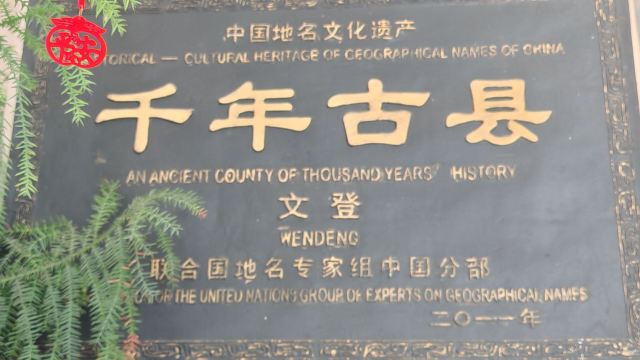 中国地名文化遗产
TORICAL — CULTURAL HERITAGE OF GEOGRAPHICAL NAMES OF CHINA
千年古县
AN ANCIENT COUNTY OF THOUSAND YEARS' HISTORY
文登
WENDENG
联合国地名专家组中国分部
FOR THE UNITED NATIONS GROUP OF EXPERTS ON GEOGRAPHICAL NAMES
二〇一一年